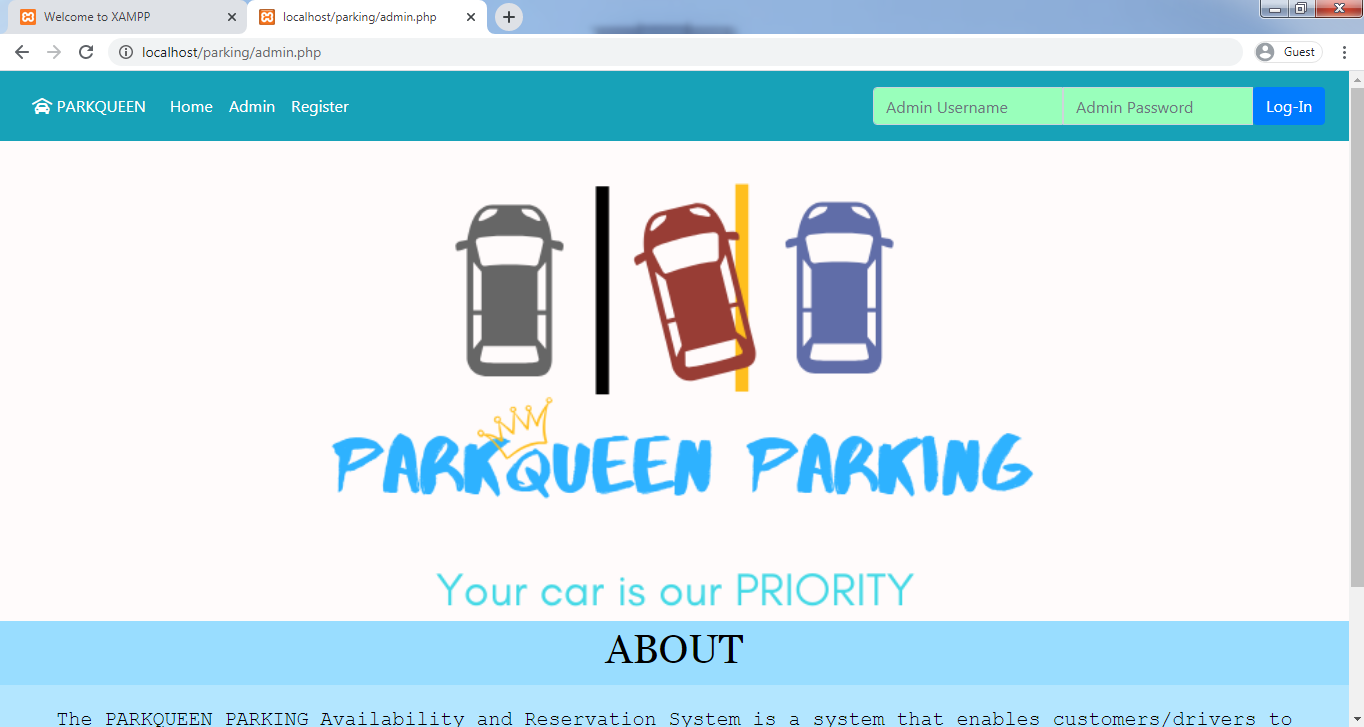 Welcome to XAMPP
localhost/parking/admin.php
localhost/parking/admin.php
Guest
PARKQUEEN Home Admin Register Admin Username Admin Password Log-In
PARKQUEEN PARKING
Your car is our PRIORITY
ABOUT
The PARKQUEEN PARKING Availability and Reservation System is a system that enables customers/drivers to